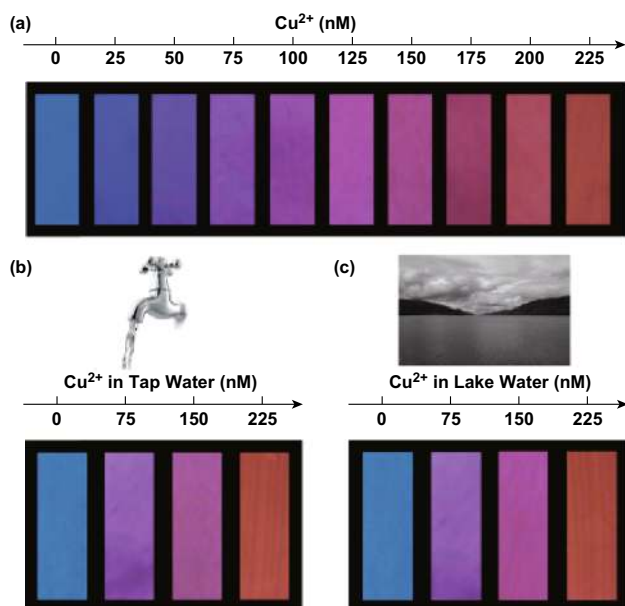 (a)
Cu²⁺ (nM)
0 25 50 75 100 125 150 175 200 225
(b)
(c)
Cu²⁺ in Tap Water (nM)
0 75 150 225
Cu²⁺ in Lake Water (nM)
0 75 150 225